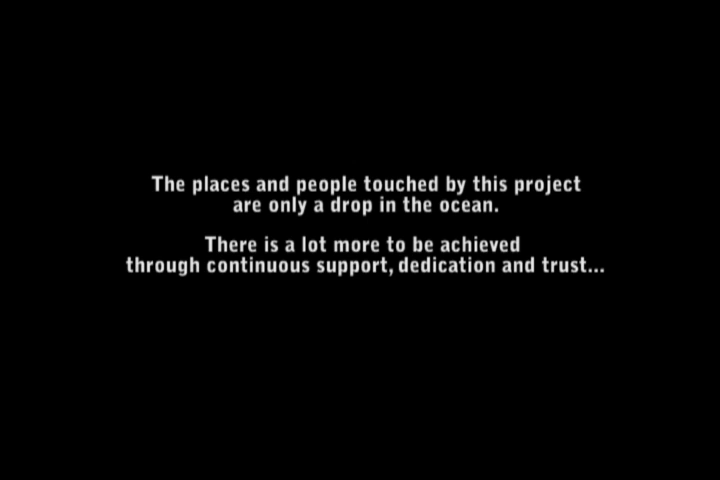 The places and people touched by this project
are only a drop in the ocean.
There is a lot more to be achieved
through continuous support, dedication and trust...